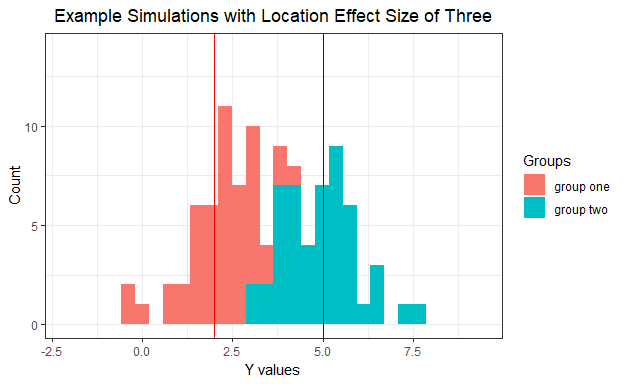 Example Simulations with Location Effect Size of Three
Count
10
5
0
-2.5 0.0 2.5 5.0 7.5
Y values
Groups
group one
group two